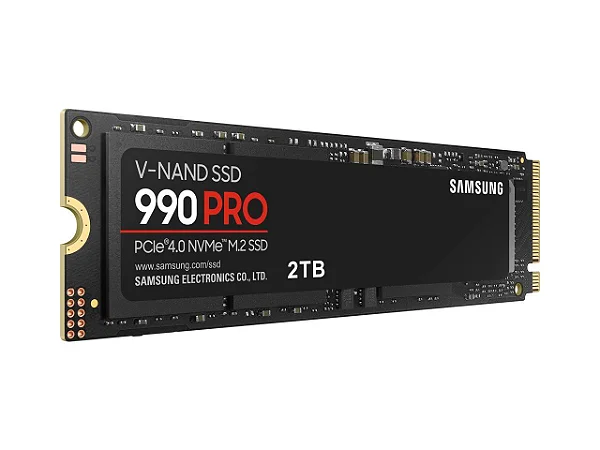 V-NAND SSD
990 PRO
PCIe®4.0 NVMe™ M.2 SSD
www.samsung.com/ssd
SAMSUNG ELECTRONICS CO., LTD.
2TB
SAMSUNG